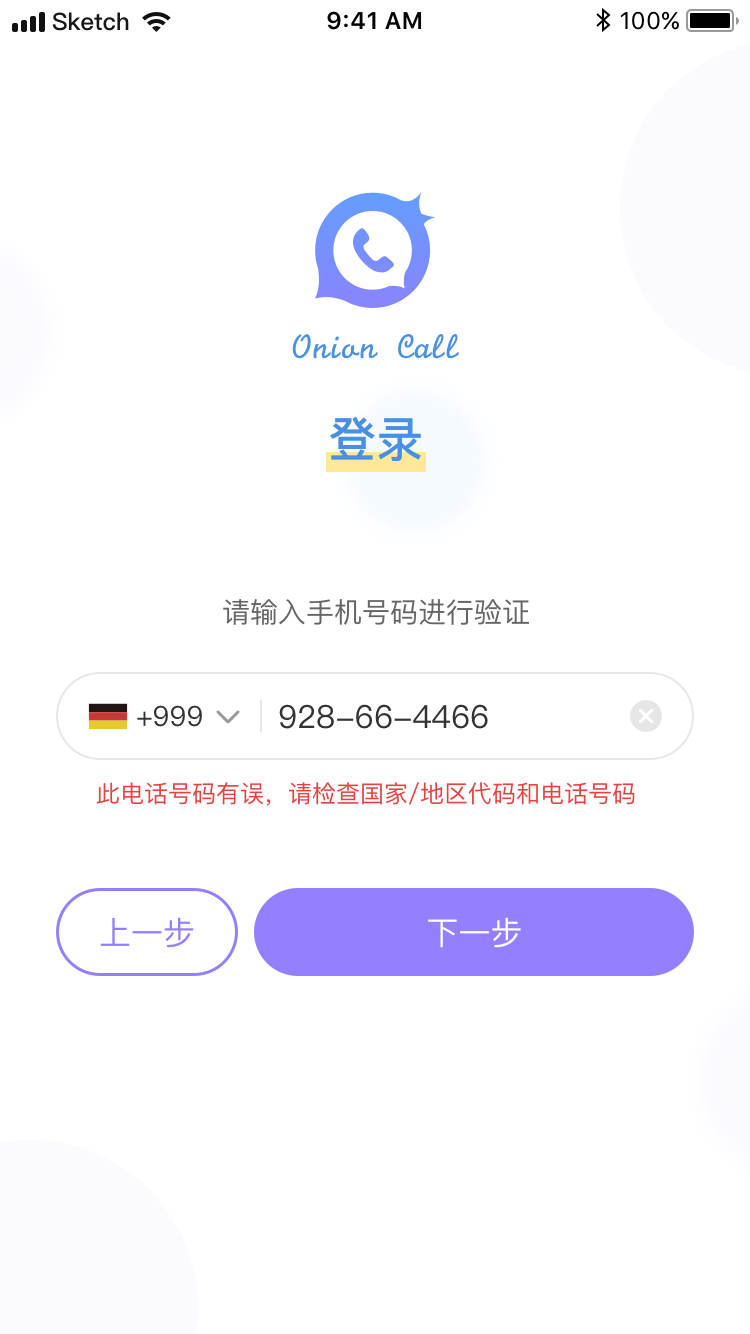 Sketch 9:41 AM 100%
Onion Call
登录
请输入手机号码进行验证
+999 928-66-4466
此电话号码有误，请检查国家/地区代码和电话号码
上一步 下一步